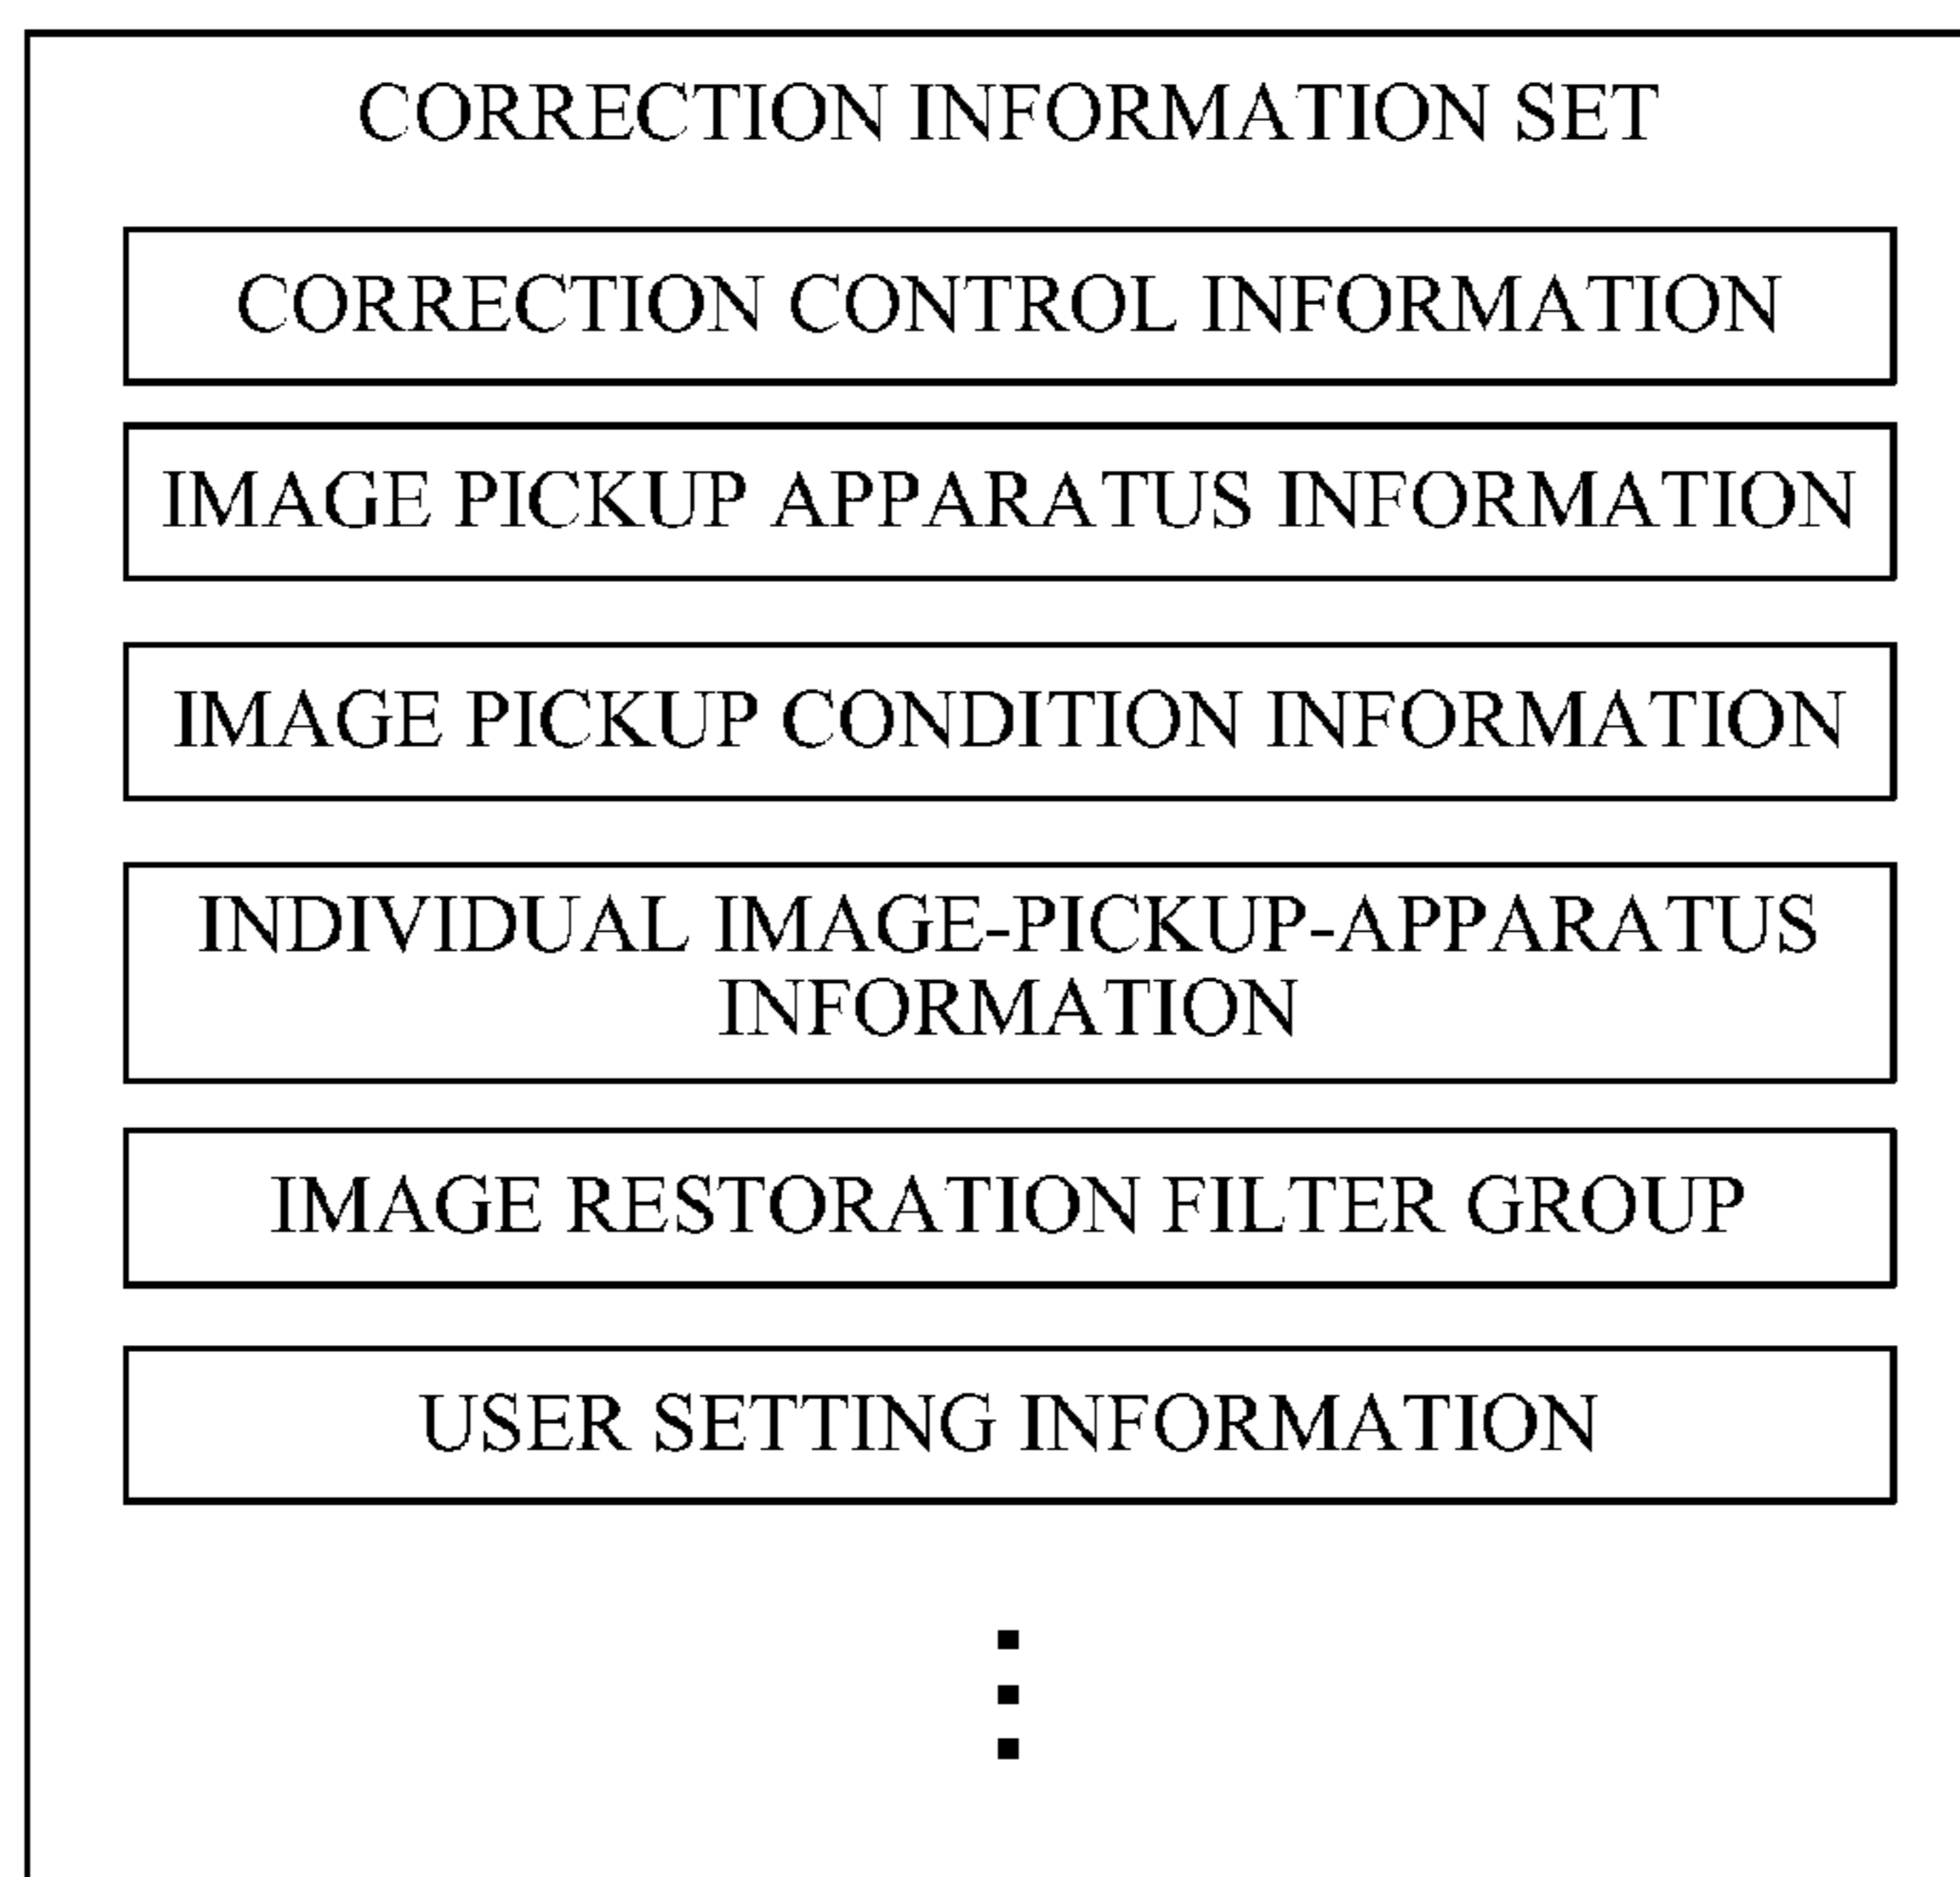 CORRECTION INFORMATION SET
CORRECTION CONTROL INFORMATION
IMAGE PICKUP APPARATUS INFORMATION
IMAGE PICKUP CONDITION INFORMATION
INDIVIDUAL IMAGE-PICKUP-APPARATUS
INFORMATION
IMAGE RESTORATION FILTER GROUP
USER SETTING INFORMATION